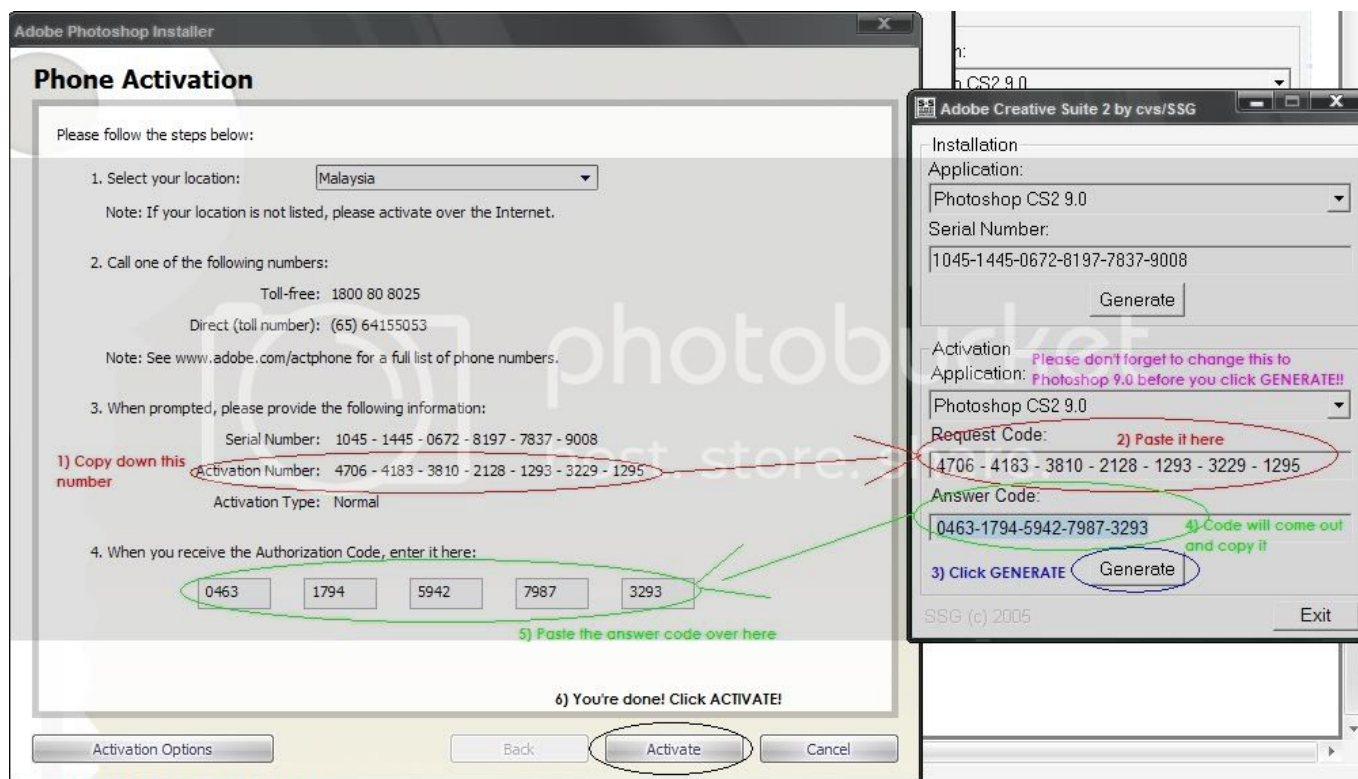 Adobe Photoshop Installer
X
Phone Activation
Please follow the steps below:
1. Select your location:
Malaysia
Note: If your location is not listed, please activate over the Internet.
2. Call one of the following numbers:
Toll-free: 1800 80 8025
Direct (toll number): (65) 64155053
Note: See www.adobe.com/actphone for a full list of phone numbers.
3. When prompted, please provide the following information:
Serial Number: 1045 - 1445 - 0672 - 8197 - 7837 - 9008
1) Copy down this
number
Activation Number: 4706 - 4183 - 3810 - 2128 - 1293 - 3229 - 1295
Activation Type: Normal
4. When you receive the Authorization Code, enter it here:
0463 1794 5942 7987 3293
5) Paste the answer code over here
6) You're done! Click ACTIVATE!
Activation Options
Back
Activate
Cancel
CS2 9.0
Adobe Creative Suite 2 by cvs/SSG
X
Installation
Application:
Photoshop CS2 9.0
Serial Number:
1045-1445-0672-8197-7837-9008
Generate
Activation
Application:
Please don't forget to change this to
Photoshop 9.0 before you click GENERATE!!
Photoshop CS2 9.0
Request Code:
2) Paste it here
4706 - 4183 - 3810 - 2128 - 1293 - 3229 - 1295
Answer Code:
0463-1794-5942-7987-3293
4) Code will come out
and copy it
3) Click GENERATE
Generate
SSG (c) 2005
Exit
photobucket
post. store. share.